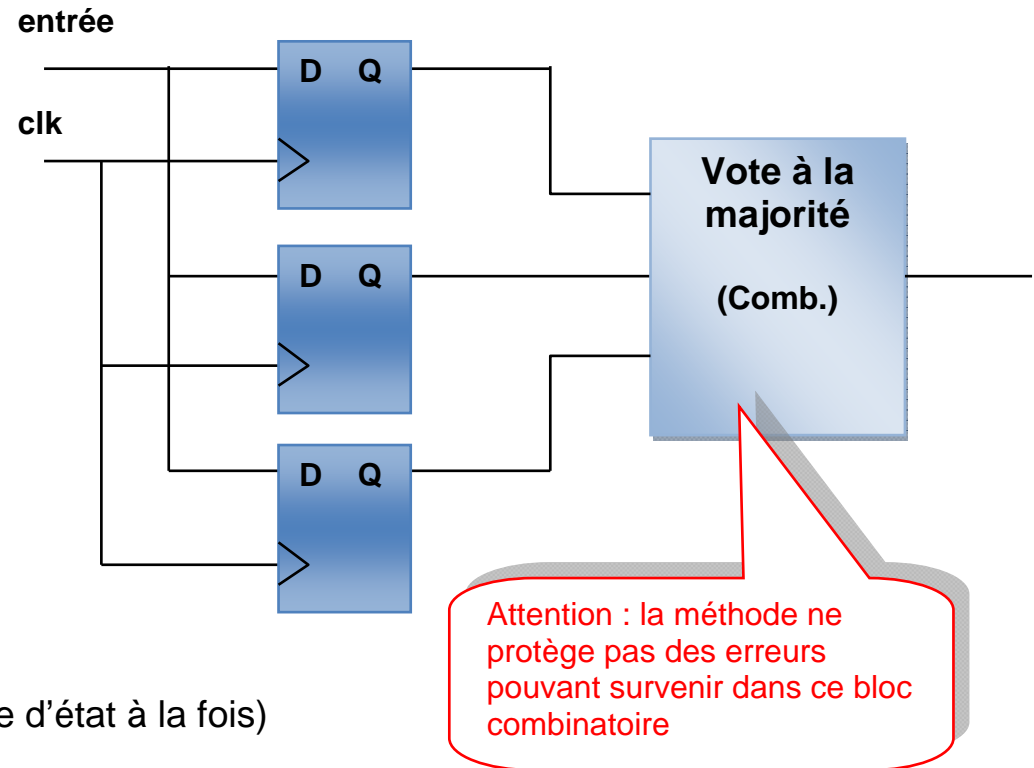 entrée
clk
D Q
D Q
D Q
Vote à la
majorité
(Comb.)
Attention : la méthode ne
protège pas des erreurs
pouvant survenir dans ce bloc
combinatoire
e d’état à la fois)